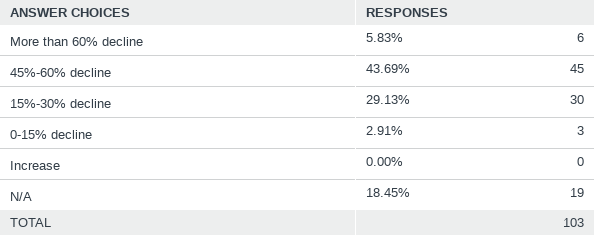 ANSWER CHOICES RESPONSES
More than 60% decline 5.83% 6
45%-60% decline 43.69% 45
15%-30% decline 29.13% 30
0-15% decline 2.91% 3
Increase 0.00% 0
N/A 18.45% 19
TOTAL 103